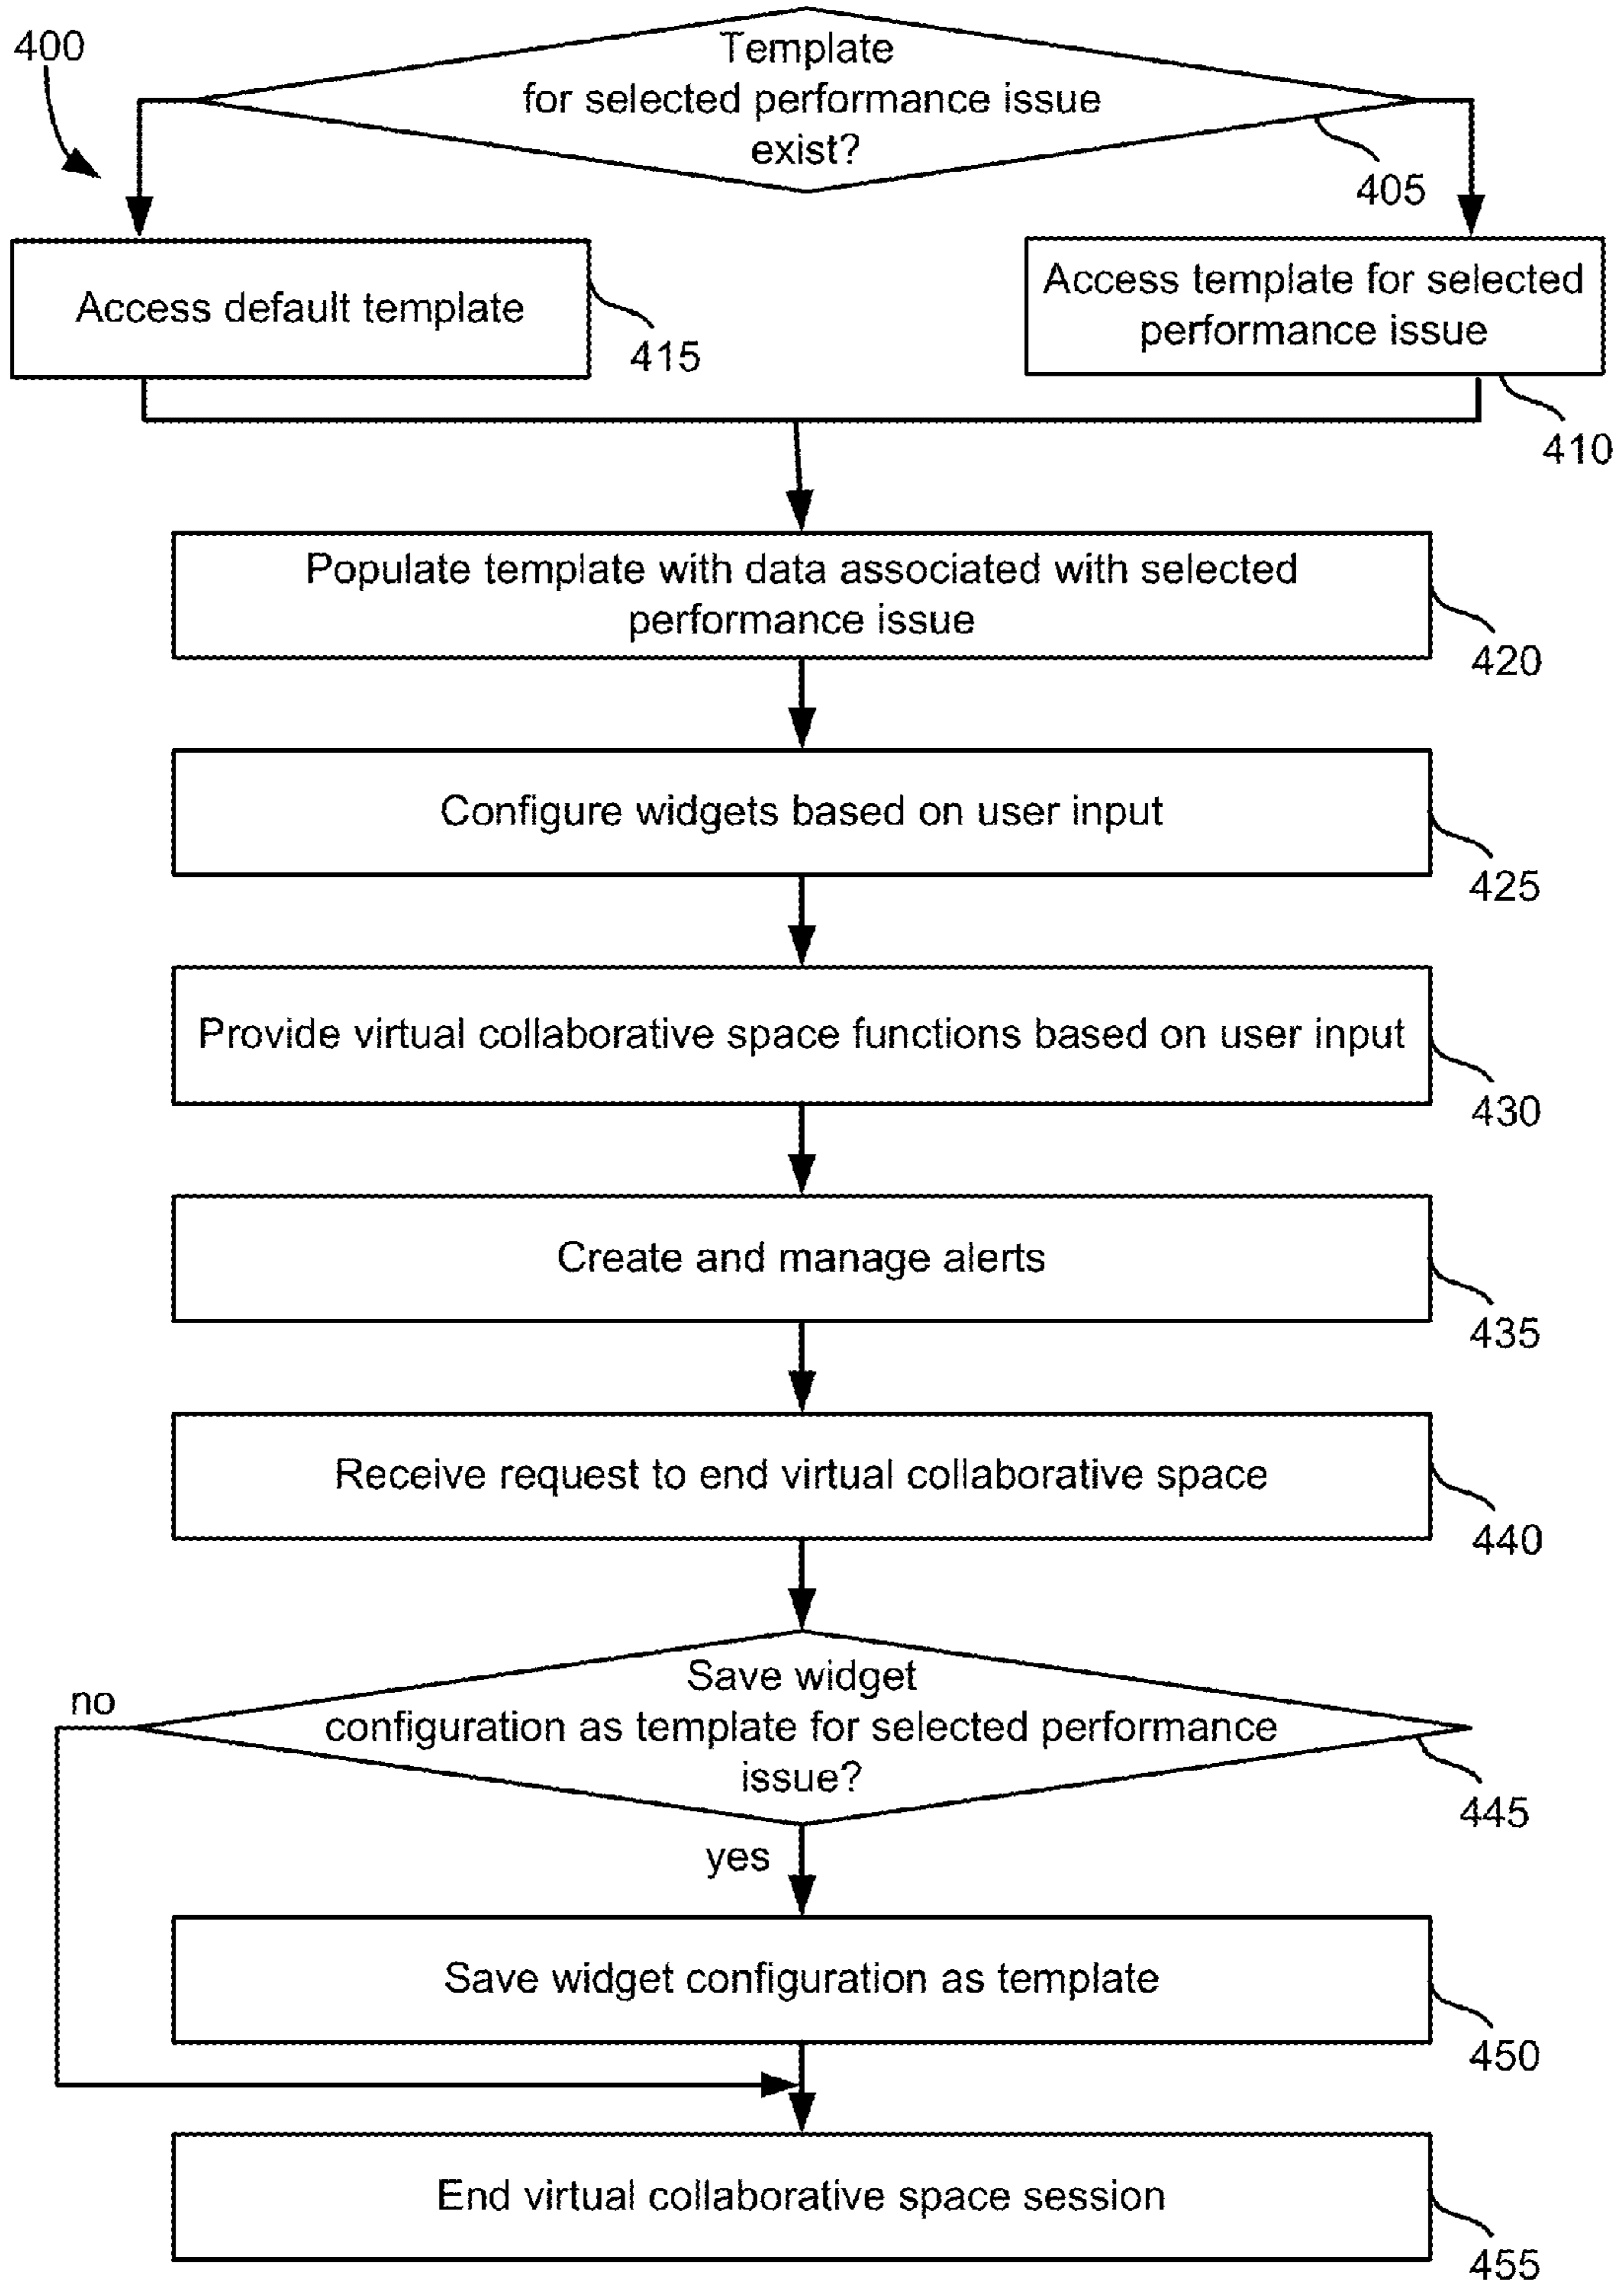 400
Template
for selected performance issue
exist?
405
Access default template
415
Access template for selected
performance issue
410
Populate template with data associated with selected
performance issue
420
Configure widgets based on user input
425
Provide virtual collaborative space functions based on user input
430
Create and manage alerts
435
Receive request to end virtual collaborative space
440
no
Save widget
configuration as template for selected performance
issue?
445
yes
Save widget configuration as template
450
End virtual collaborative space session
455